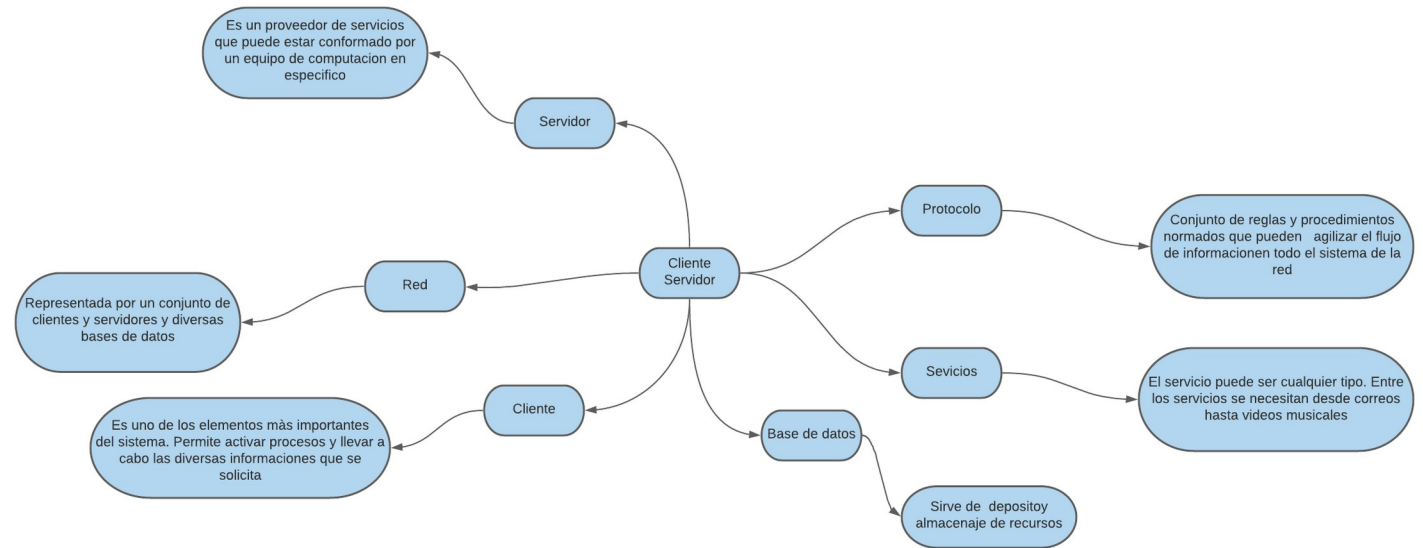 Es un proveedor de servicios
que puede estar conformado por
un equipo de computacion en
especifico
Servidor
Protocolo
Conjunto de reglas y procedimientos
normados que pueden   agilizar el flujo
de informacionen todo el sistema de la
red
Cliente
Servidor
Red
Representada por un conjunto de
clientes y servidores y diversas
bases de datos
Sevicios
El servicio puede ser cualquier tipo. Entre
los servicios se necesitan desde correos
hasta videos musicales
Cliente
Es uno de los elementos màs importantes
del sistema. Permite activar procesos y llevar a
cabo las diversas informaciones que se
solicita
Base de datos
Sirve de  depositoy
almacenaje de recursos